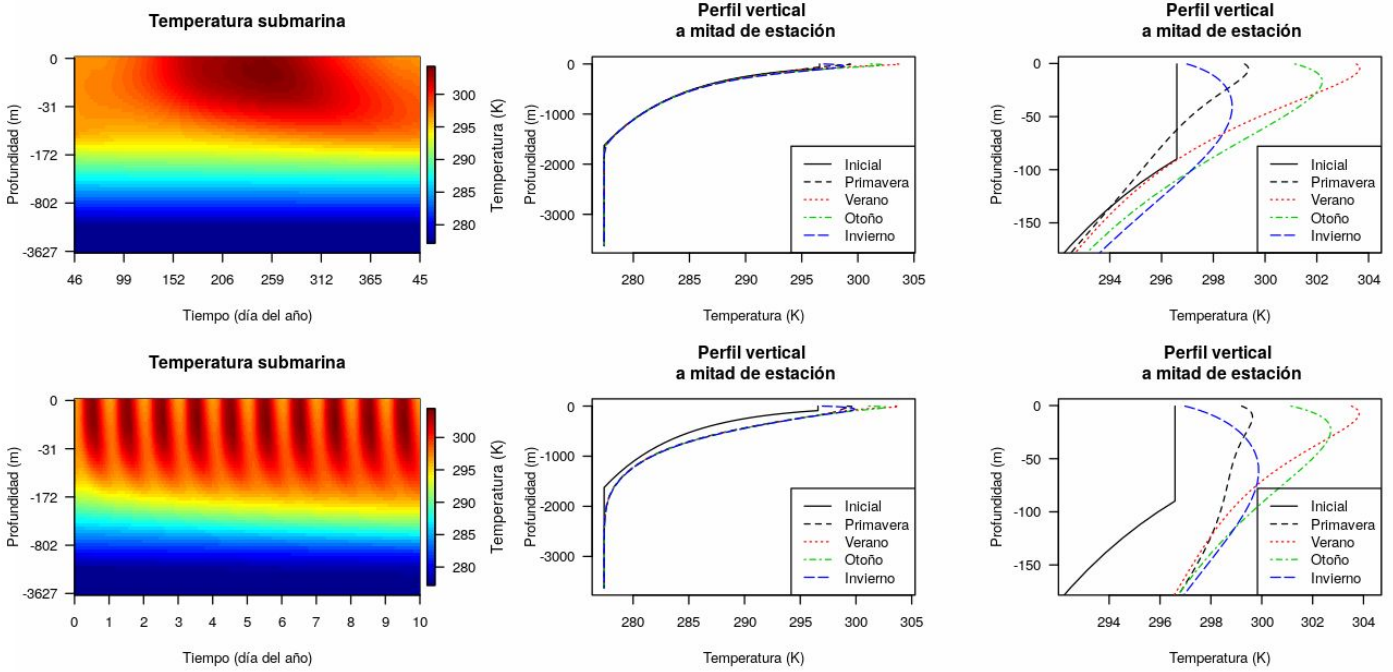 Temperatura submarina
0
-31
-172
-802
-3627
Profundidad (m)
46 99 152 206 259 312 365 45
Tiempo (día del año)
300
295
290
285
280
Temperatura (K)
Perfil vertical
a mitad de estación
0
-1000
-2000
-3000
Profundidad (m)
Inicial
Primavera
Verano
Otoño
Invierno
280 285 290 295 300 305
Temperatura (K)
Perfil vertical
a mitad de estación
0
-50
-100
-150
Profundidad (m)
Inicial
Primavera
Verano
Otoño
Invierno
294 296 298 300 302 304
Temperatura (K)
Temperatura submarina
0
-31
-172
-802
-3627
Profundidad (m)
0 1 2 3 4 5 6 7 8 9 10
Tiempo (día del año)
300
295
290
285
280
Temperatura (K)
Perfil vertical
a mitad de estación
0
-1000
-2000
-3000
Profundidad (m)
Inicial
Primavera
Verano
Otoño
Invierno
280 285 290 295 300 305
Temperatura (K)
Perfil vertical
a mitad de estación
0
-50
-100
-150
Profundidad (m)
Inicial
Primavera
Verano
Otoño
Invierno
294 296 298 300 302 304
Temperatura (K)